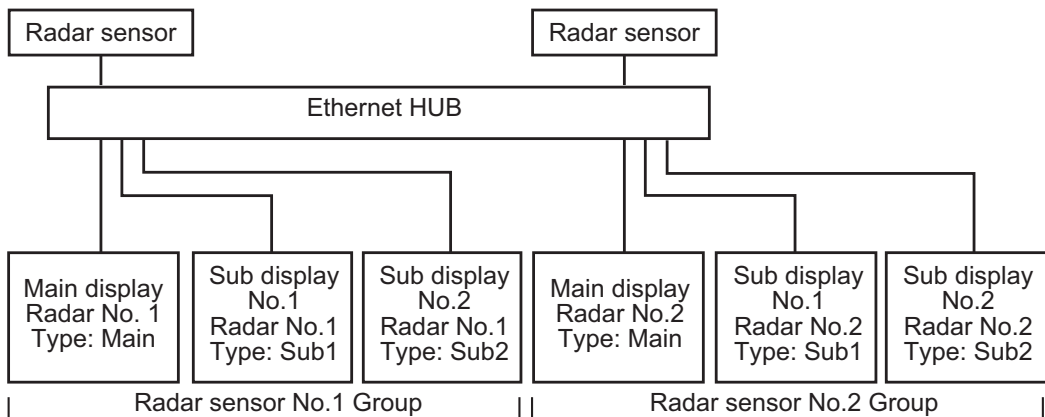 Radar sensor
Radar sensor
Ethernet HUB
Main display
Radar No. 1
Type: Main
Sub display
No.1
Radar No.1
Type: Sub1
Sub display
No.2
Radar No.1
Type: Sub2
Main display
Radar No.2
Type: Main
Sub display
No.1
Radar No.2
Type: Sub1
Sub display
No.2
Radar No.2
Type: Sub2
Radar sensor No.1 Group
Radar sensor No.2 Group